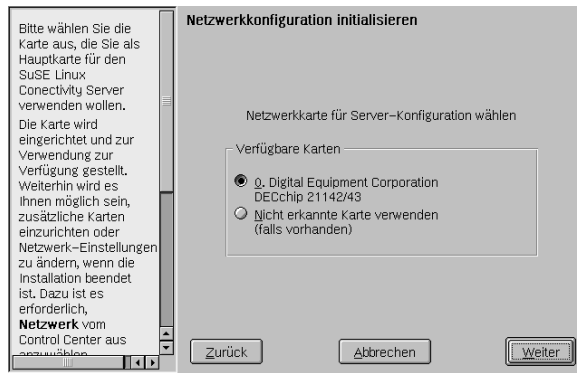 Bitte wählen Sie die
Karte aus, die Sie als
Hauptkarte für den
SuSE Linux
Conectivity Server
verwenden wollen.
Die Karte wird
eingerichtet und zur
Verwendung zur
Verfügung gestellt.
Weiterhin wird es
Ihnen möglich sein,
zusätzliche Karten
einzurichten oder
Netzwerk-Einstellungen
zu ändern, wenn die
Installation beendet
ist. Dazu ist es
erforderlich,
Netzwerk vom
Control Center aus
anzuwählen
Netzwerkkonfiguration initialisieren
Netzwerkkarte für Server-Konfiguration wählen
Verfügbare Karten
0. Digital Equipment Corporation
DECchip 21142/43
Nicht erkannte Karte verwenden
(falls vorhanden)
Zurück
Abbrechen
Weiter